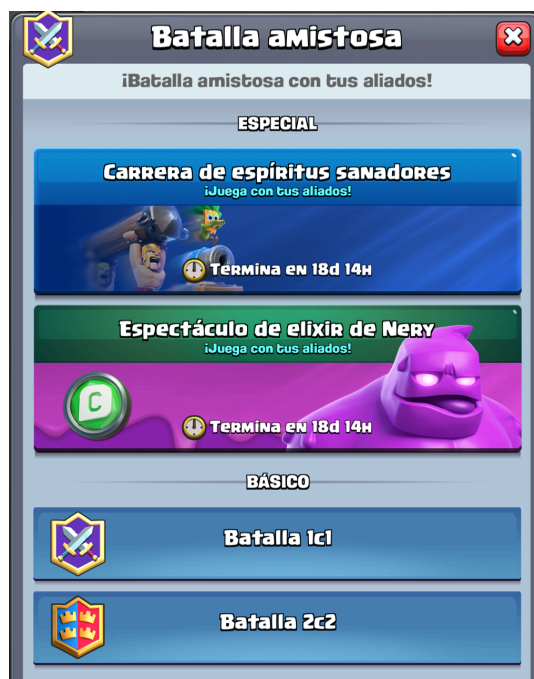 Batalla amistosa
¡Batalla amistosa con tus aliados!
ESPECIAL
Carrera de espíritus sanadores
¡Juega con tus aliados!
Termina en 18d 14h
Espectáculo de elixir de Nery
¡Juega con tus aliados!
C
Termina en 18d 14h
BÁSICO
Batalla 1c1
Batalla 2c2